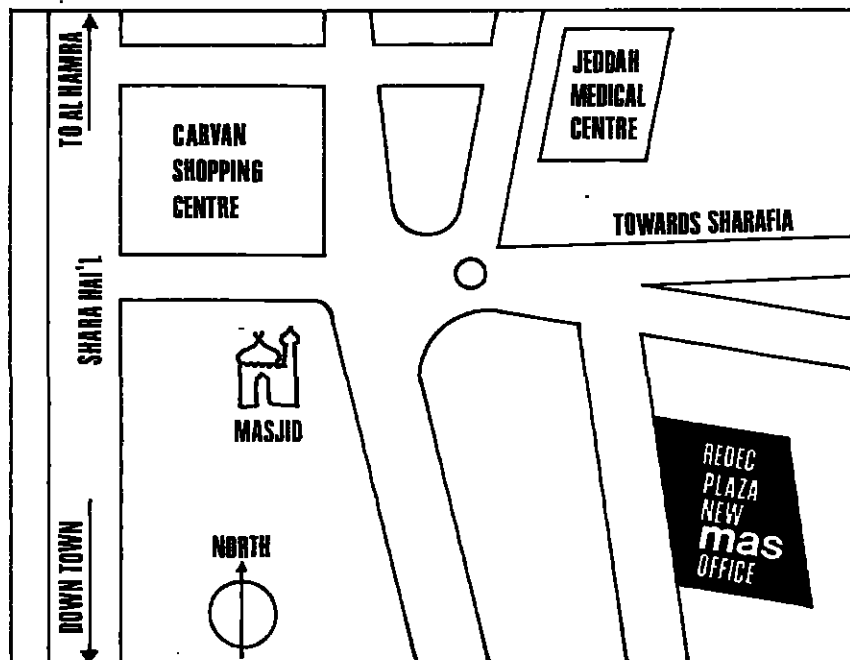 TO AL HAMRA
CARVAN
SHOPPING
CENTRE
JEDDAH
MEDICAL
CENTRE
TOWARDS SHARAFIA
SHARA HAI'L
MASJID
REDEC
PLAZA
NEW
mas
OFFICE
NORTH
DOWN TOWN